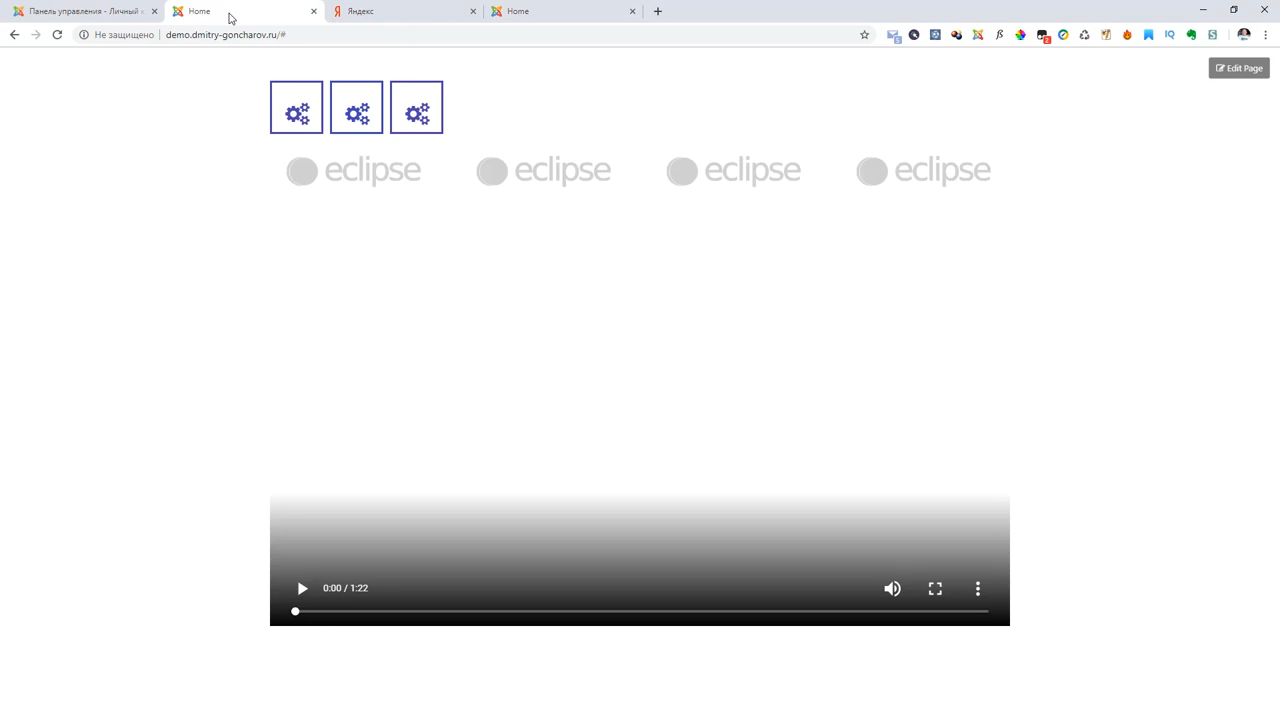 Панель управления - Личный
Home
Яндекс
Home
Не защищено
demo.dmitry-goncharov.ru/#
Edit Page
eclipse eclipse eclipse eclipse
0:00 / 1:22